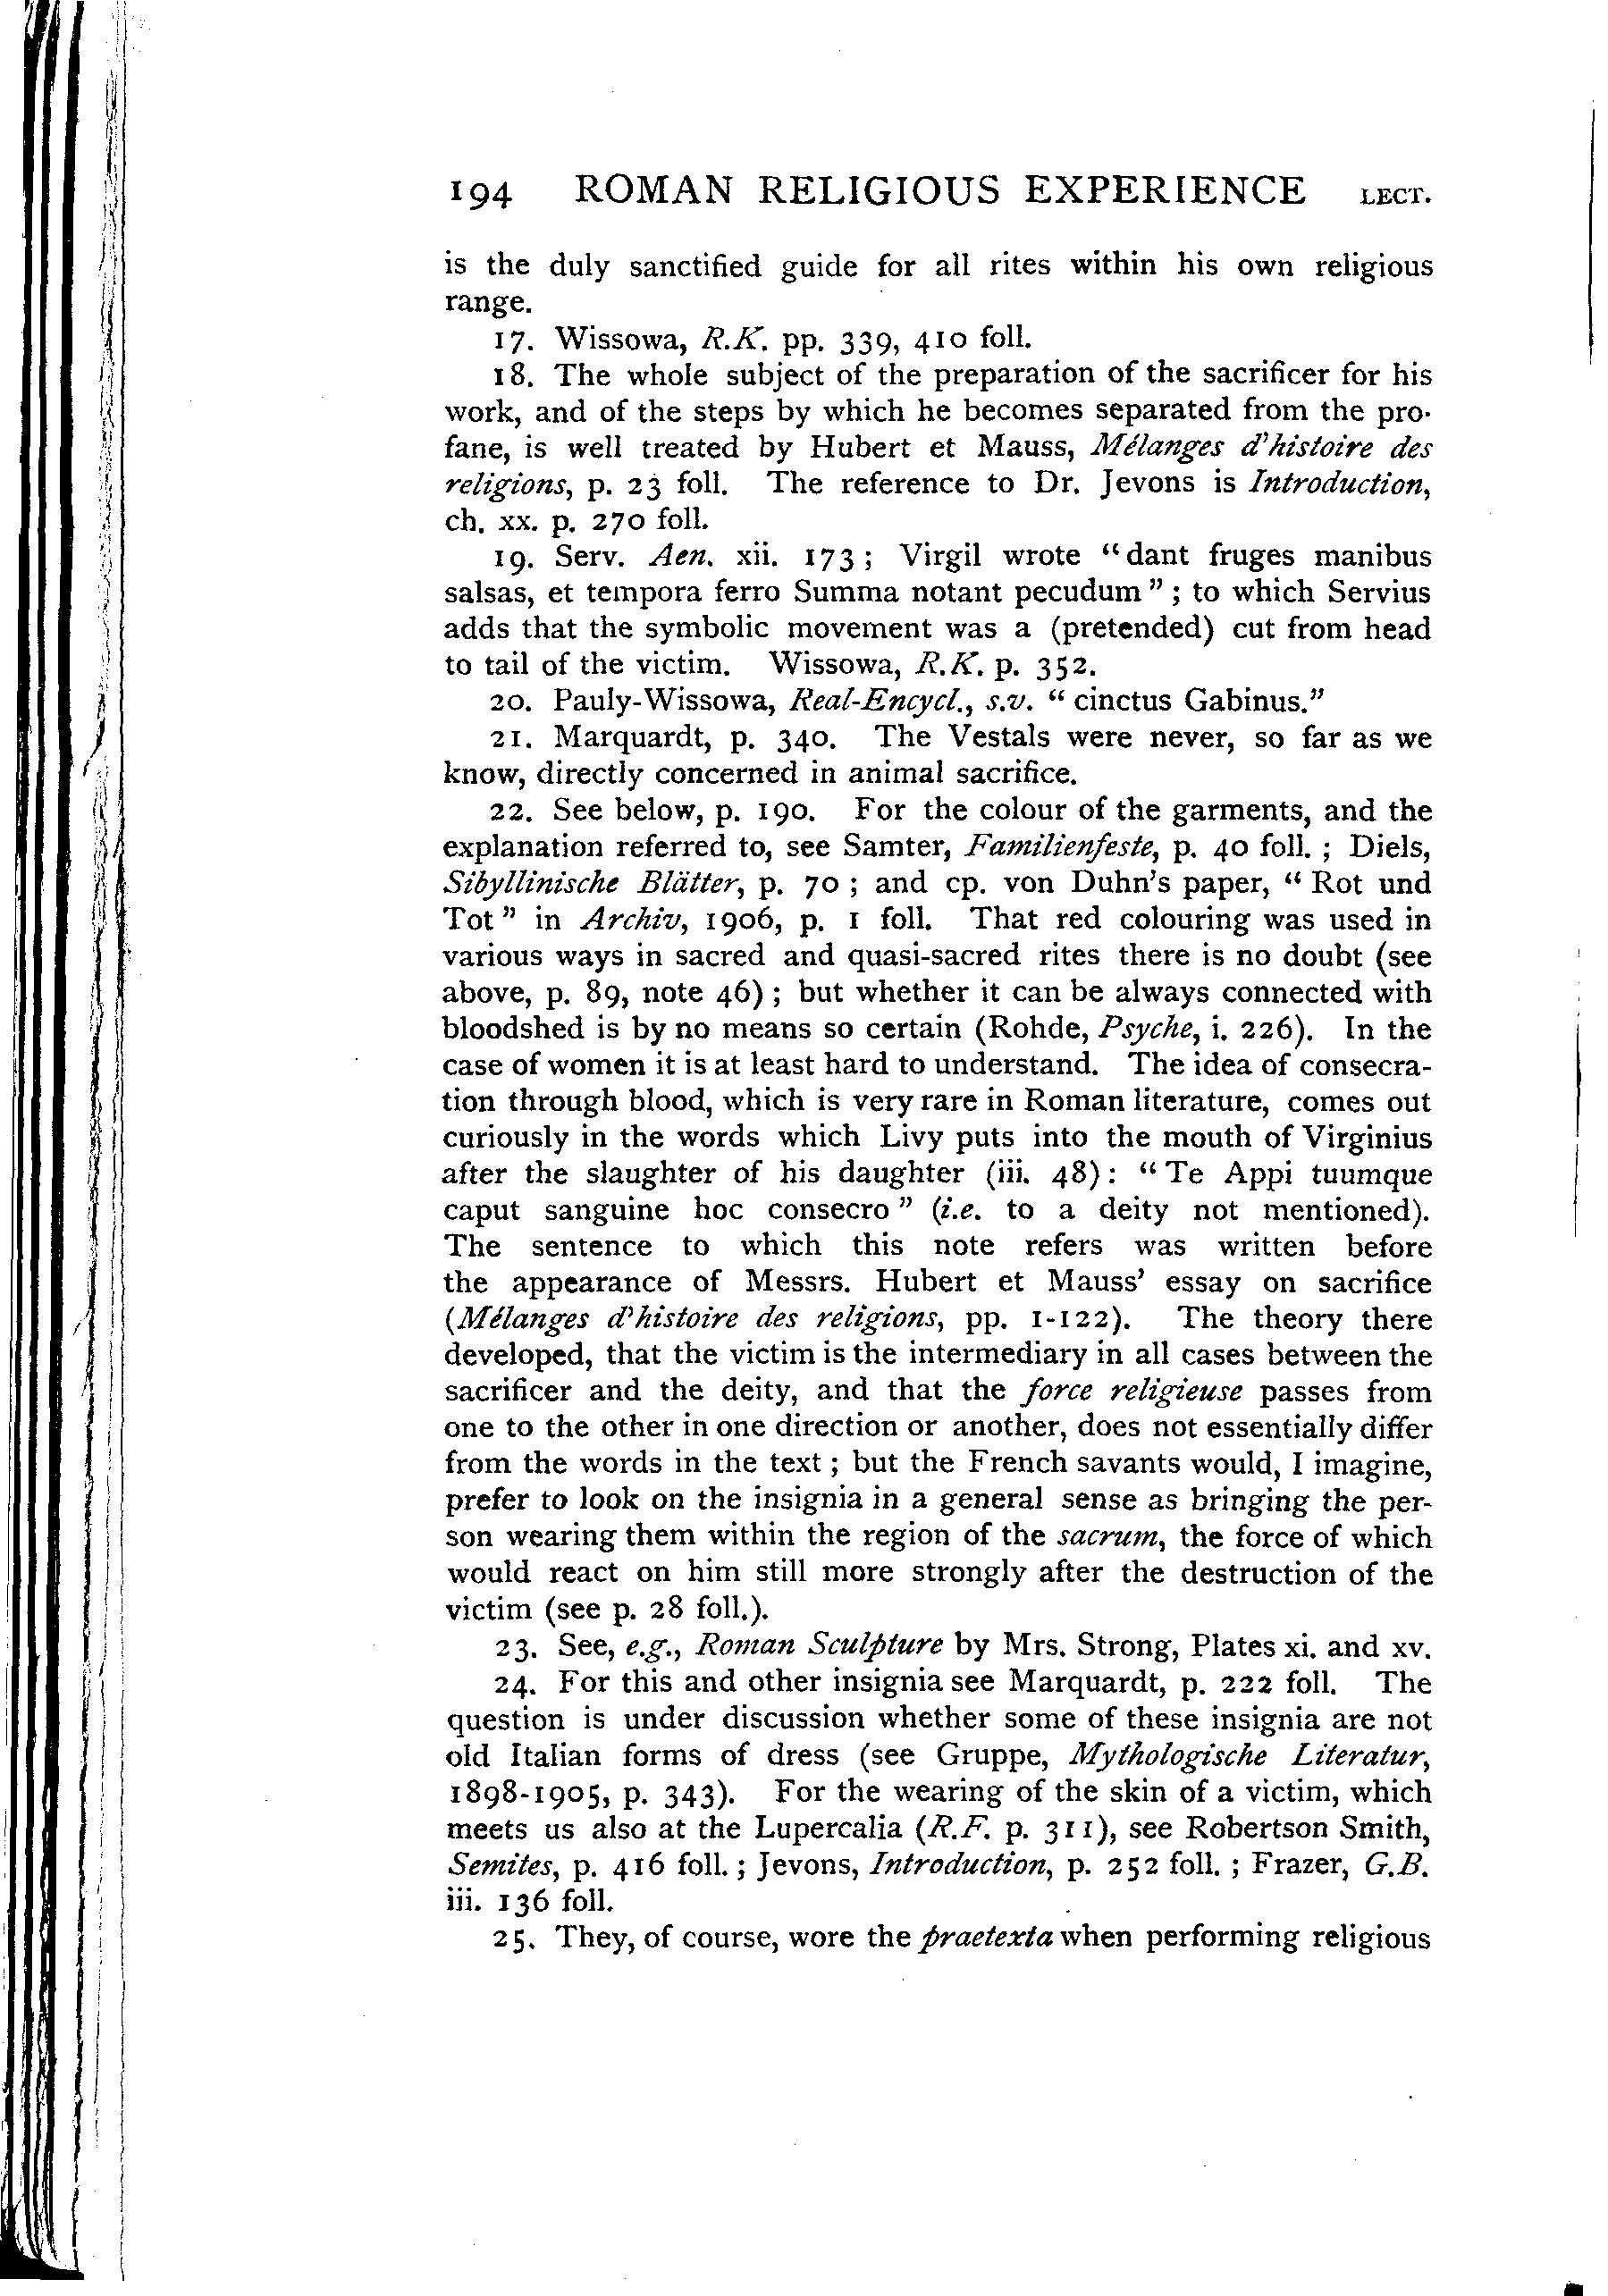 194 ROMAN RELIGIOUS EXPERIENCE LECT.
is the duly sanctified guide for all rites within his own religious
range.
17. Wissowa, R.K. pp. 339, 410 foll.
18. The whole subject of the preparation of the sacrificer for his
work, and of the steps by which he becomes separated from the pro-
fane, is well treated by Hubert et Mauss, Mélanges d'histoire des
religions, p. 23 foll. The reference to Dr. Jevons is Introduction,
ch. xx. p. 270 foll.
19. Serv. Aen. xii. 173; Virgil wrote "dant fruges manibus
salsas, et tempora ferro Summa notant pecudum"; to which Servius
adds that the symbolic movement was a (pretended) cut from head
to tail of the victim. Wissowa, R.K. p. 352.
20. Pauly-Wissowa, Real-Encycl., s.v. "cinctus Gabinus."
21. Marquardt, p. 340. The Vestals were never, so far as we
know, directly concerned in animal sacrifice.
22. See below, p. 190. For the colour of the garments, and the
explanation referred to, see Samter, Familienfeste, p. 40 foll.; Diels,
Sibyllinische Blätter, p. 70; and cp. von Duhn's paper, "Rot und
Tot" in Archiv, 1906, p. 1 foll. That red colouring was used in
various ways in sacred and quasi-sacred rites there is no doubt (see
above, p. 89, note 46); but whether it can be always connected with
bloodshed is by no means so certain (Rohde, Psyche, i. 226). In the
case of women it is at least hard to understand. The idea of consecra-
tion through blood, which is very rare in Roman literature, comes out
curiously in the words which Livy puts into the mouth of Virginius
after the slaughter of his daughter (iii. 48): "Te Appi tuumque
caput sanguine hoc consecro" (i.e. to a deity not mentioned).
The sentence to which this note refers was written before
the appearance of Messrs. Hubert et Mauss' essay on sacrifice
(Mélanges d'histoire des religions, pp. 1-122). The theory there
developed, that the victim is the intermediary in all cases between the
sacrificer and the deity, and that the force religieuse passes from
one to the other in one direction or another, does not essentially differ
from the words in the text; but the French savants would, I imagine,
prefer to look on the insignia in a general sense as bringing the per-
son wearing them within the region of the sacrum, the force of which
would react on him still more strongly after the destruction of the
victim (see p. 28 foll.).
23. See, e.g., Roman Sculpture by Mrs. Strong, Plates xi. and xv.
24. For this and other insignia see Marquardt, p. 222 foll. The
question is under discussion whether some of these insignia are not
old Italian forms of dress (see Gruppe, Mythologische Literatur,
1898-1905, p. 343). For the wearing of the skin of a victim, which
meets us also at the Lupercalia (R.F. p. 311), see Robertson Smith,
Semites, p. 416 foll.; Jevons, Introduction, p. 252 foll.; Frazer, G.B.
iii. 136 foll.
25. They, of course, wore the praetexta when performing religious